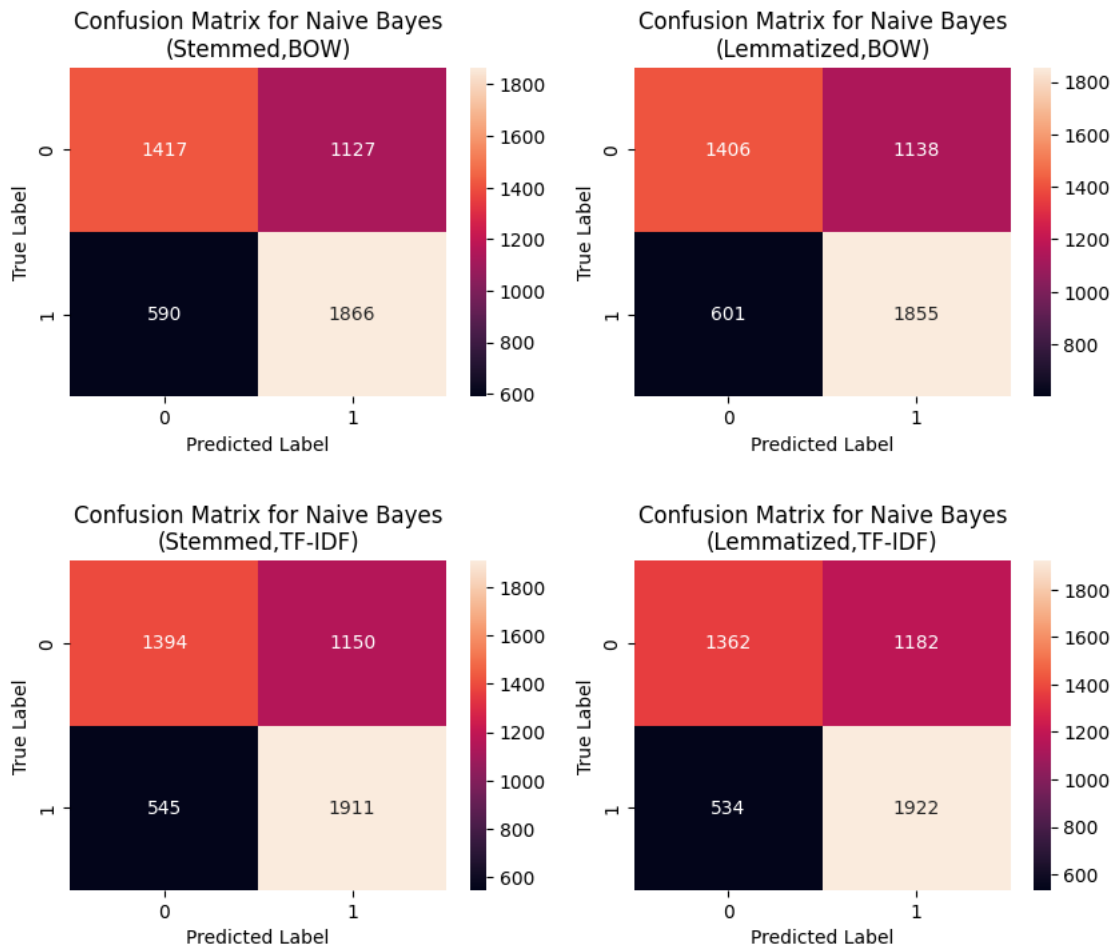 Confusion Matrix for Naive Bayes
(Stemmed,BOW)
1417 1127
590 1866
0
1
True Label
0 1
Predicted Label
1800
1600
1400
1200
1000
800
600
Confusion Matrix for Naive Bayes
(Lemmatized,BOW)
1406 1138
601 1855
0
1
True Label
0 1
Predicted Label
1800
1600
1400
1200
1000
800
Confusion Matrix for Naive Bayes
(Stemmed,TF-IDF)
1394 1150
545 1911
0
1
True Label
0 1
Predicted Label
1800
1600
1400
1200
1000
800
600
Confusion Matrix for Naive Bayes
(Lemmatized,TF-IDF)
1362 1182
534 1922
0
1
True Label
0 1
Predicted Label
1800
1600
1400
1200
1000
800
600